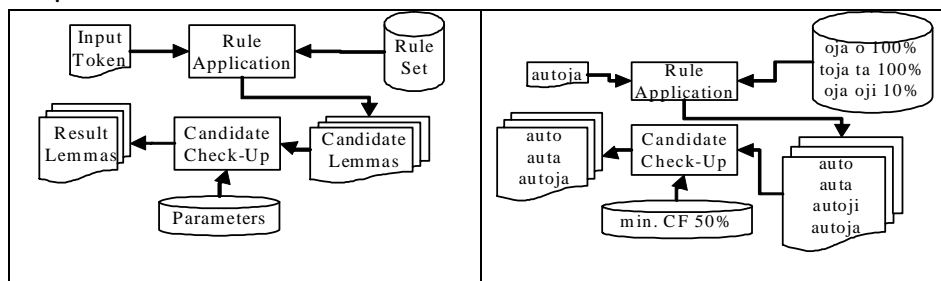 Input
Token
Rule
Application
Rule
Set
Result
Lemmas
Candidate
Check-Up
Candidate
Lemmas
Parameters
autoja
Rule
Application
oja o 100%
toja ta 100%
oja oji 10%
auto
auta
autoja
Candidate
Check-Up
auto
auta
autoji
autoja
min. CF 50%